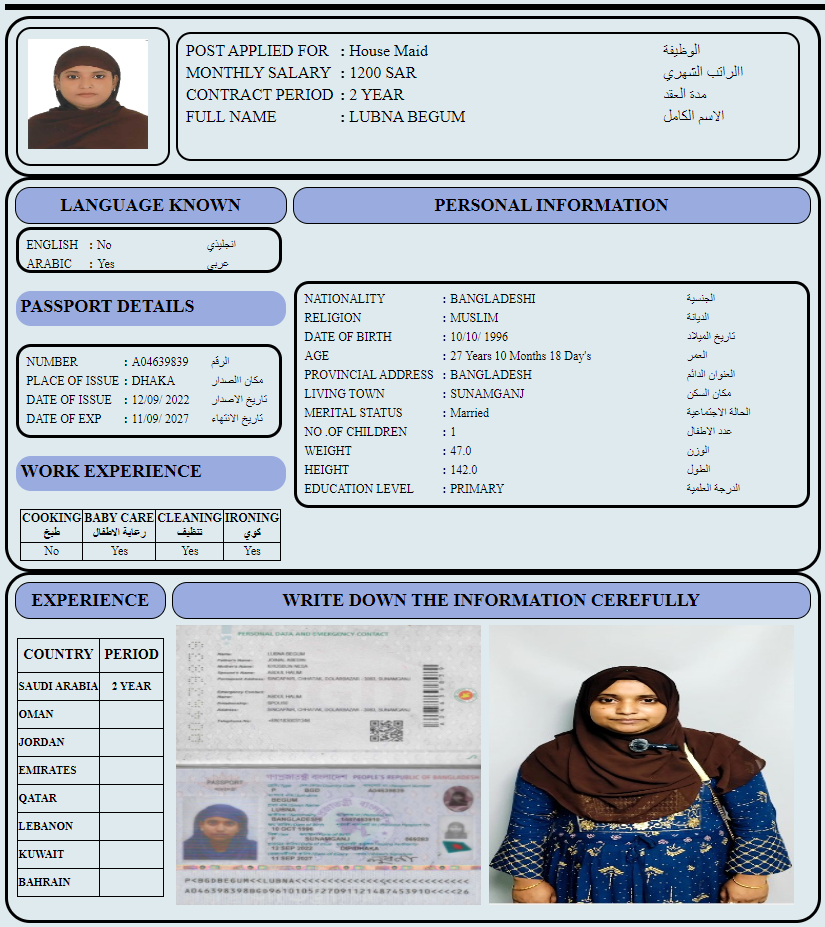 POST APPLIED FOR : House Maid الوظيفة
MONTHLY SALARY : 1200 SAR االراتب الشهري
CONTRACT PERIOD : 2 YEAR مدة العقد
FULL NAME : LUBNA BEGUM الاسم الكامل
LANGUAGE KNOWN
ENGLISH : No انجليذي
ARABIC : Yes عربي
PASSPORT DETAILS
NUMBER : A04639839 الرقم
PLACE OF ISSUE : DHAKA مكان االصدار
DATE OF ISSUE : 12/09/ 2022 تاريخ الاصدار
DATE OF EXP : 11/09/ 2027 تاريخ الانتهاء
WORK EXPERIENCE
COOKING BABY CARE CLEANING IRONING
طبخ رعاية الاطفال تنظيف كوي
No Yes Yes Yes
PERSONAL INFORMATION
NATIONALITY : BANGLADESHI الجنسية
RELIGION : MUSLIM الديانة
DATE OF BIRTH : 10/10/ 1996 تاريخ الميلاد
AGE : 27 Years 10 Months 18 Day's العمر
PROVINCIAL ADDRESS : BANGLADESH العنوان الدائم
LIVING TOWN : SUNAMGANJ مكان السكن
MERITAL STATUS : Married الحالة الاجتماعية
NO .OF CHILDREN : 1 عدد الاطفال
WEIGHT : 47.0 الوزن
HEIGHT : 142.0 الطول
EDUCATION LEVEL : PRIMARY الدرجة العلمية
EXPERIENCE
COUNTRY PERIOD
SAUDI ARABIA 2 YEAR
OMAN
JORDAN
EMIRATES
QATAR
LEBANON
KUWAIT
BAHRAIN
WRITE DOWN THE INFORMATION CEREFULLY
PERSONAL DATA AND EMERGENCY CONTACT
LUBNA BEGUM
ABDUL HALIM
ABDUL HALIM
SPOUSE
PASSPORT
PEOPLE'S REPUBLIC OF BANGLADESH
P BGD A04639839
BEGUM
LUBNA
BANGLADESHI
10 OCT 1996
F SUNAMGANJ
12 SEP 2022 DIP/DHAKA
11 SEP 2027